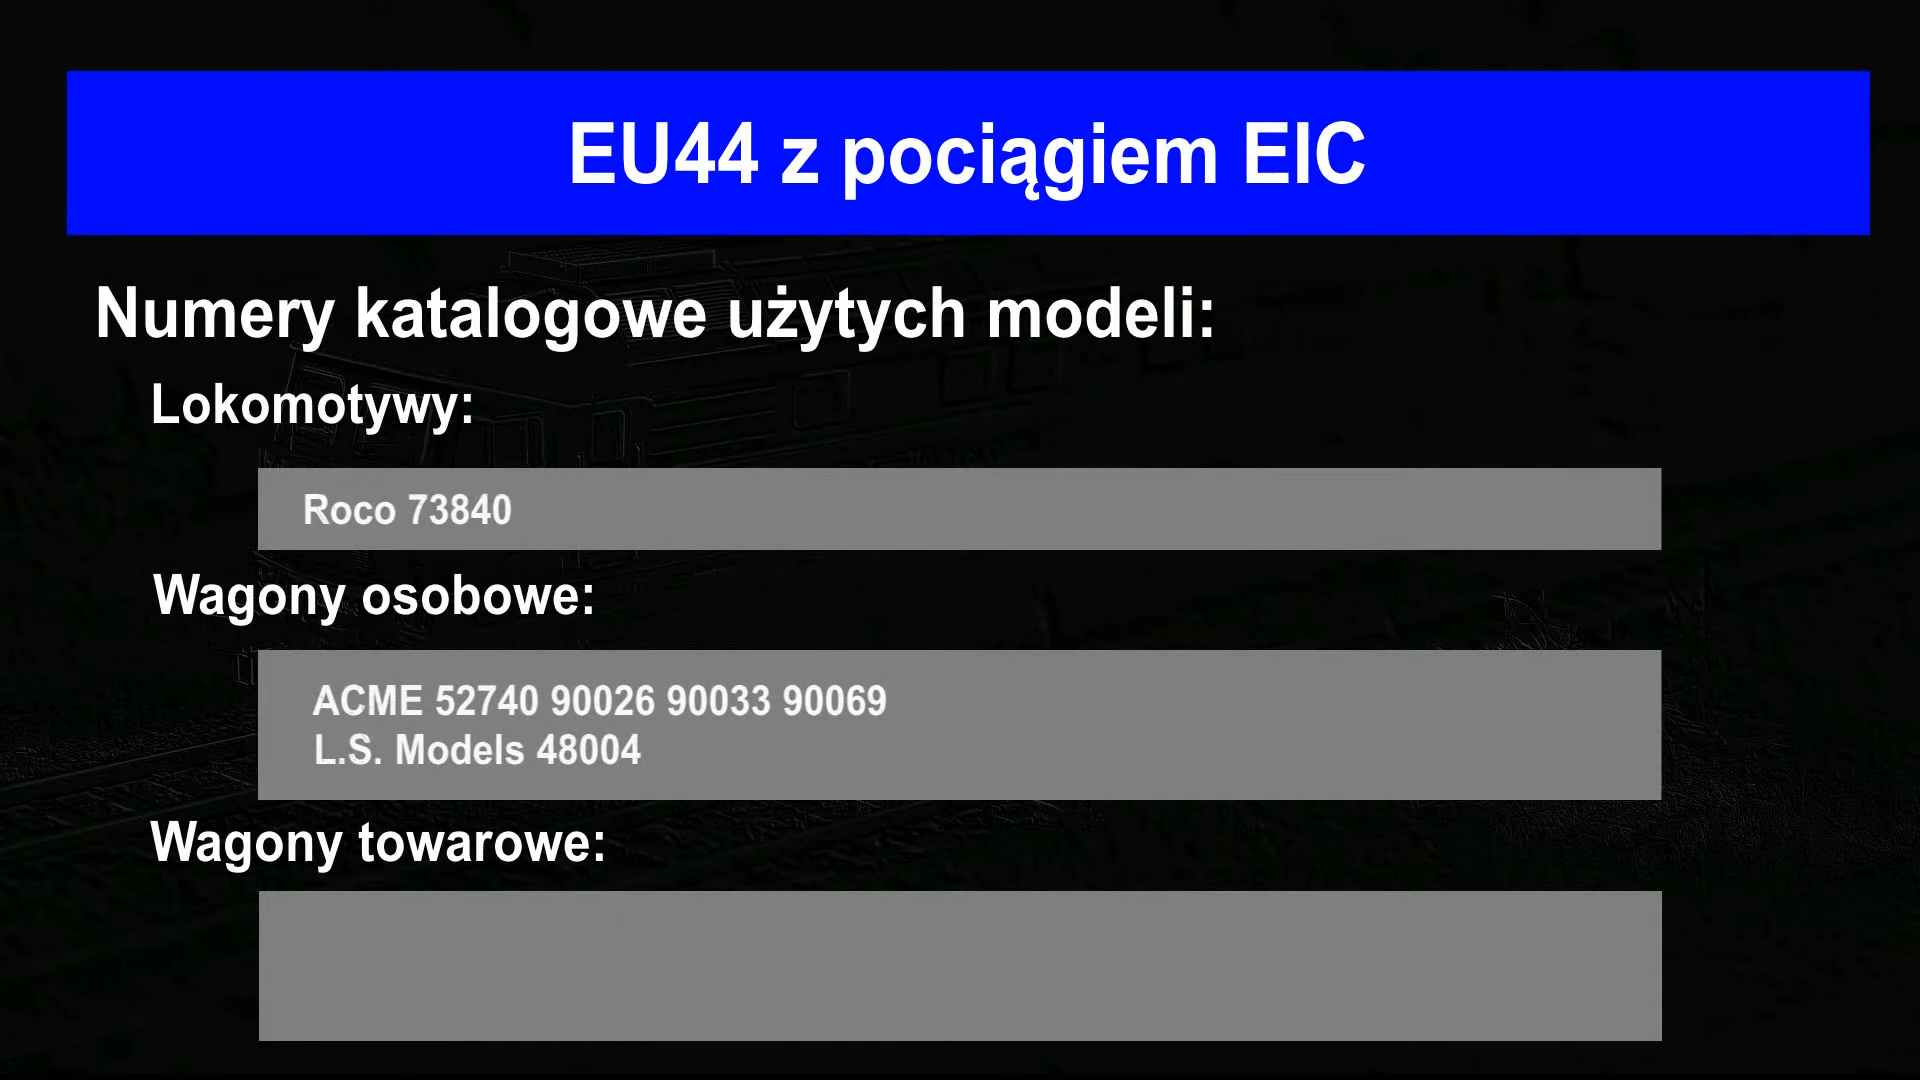 EU44 z pociągiem EIC
Numery katalogowe użytych modeli:
Lokomotywy:
Roco 73840
Wagony osobowe:
ACME 52740 90026 90033 90069
L.S. Models 48004
Wagony towarowe: